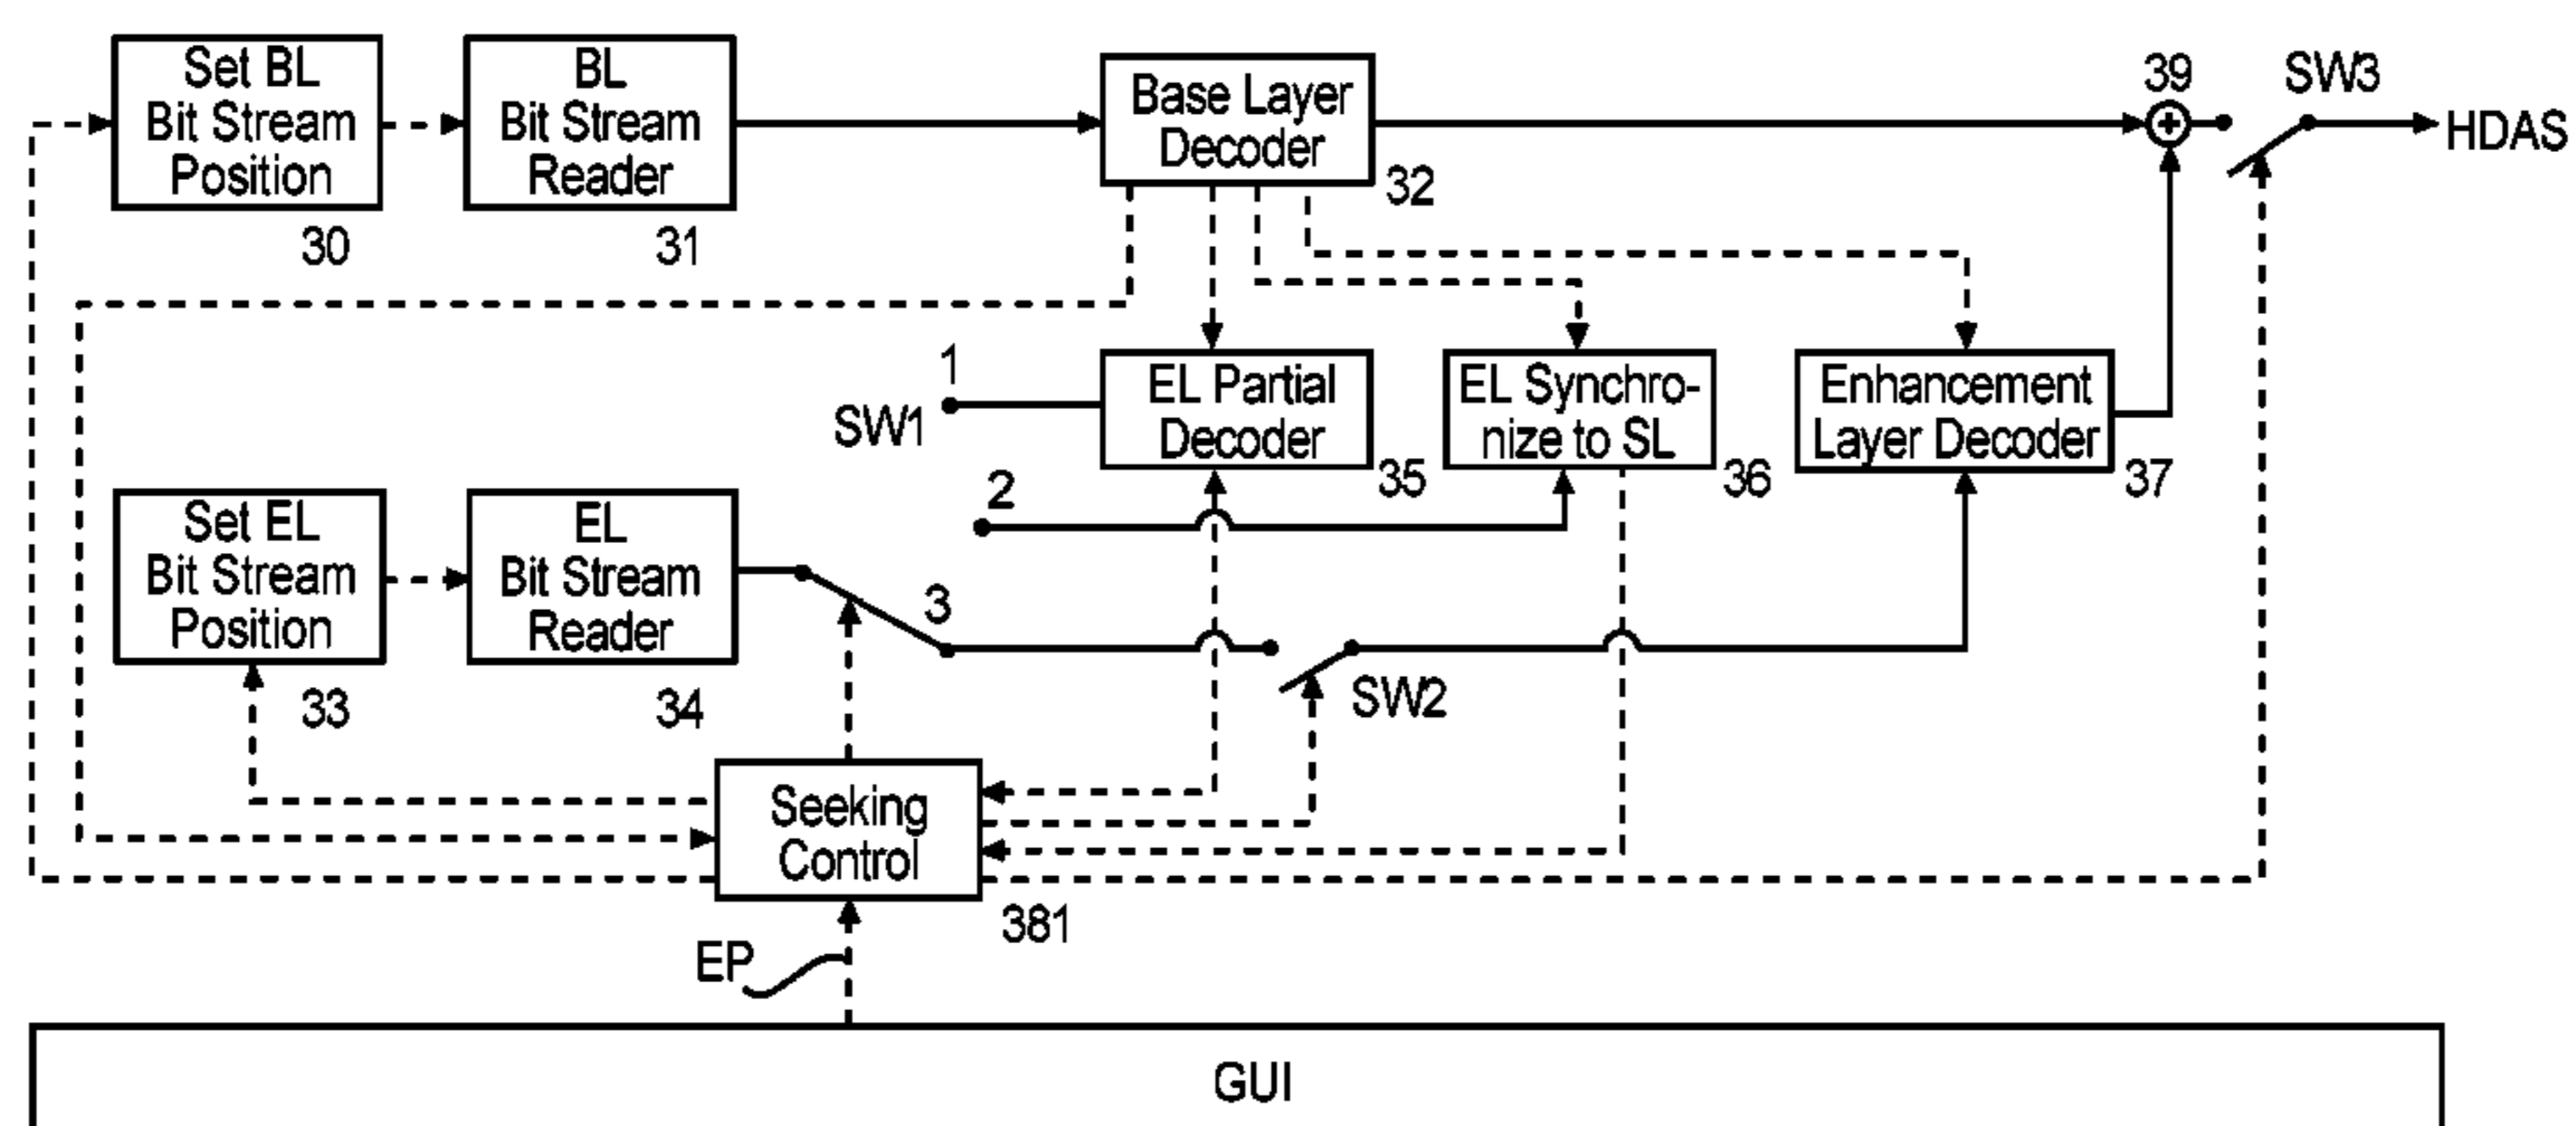 Set BL
Bit Stream
Position
30
BL
Bit Stream
Reader
31
Base Layer
Decoder
32
39
SW3
HDAS
1
SW1
EL Partial
Decoder
35
EL Synchro-
nize to SL
36
Enhancement
Layer Decoder
37
2
Set EL
Bit Stream
Position
33
EL
Bit Stream
Reader
34
3
SW2
Seeking
Control
381
EP
GUI